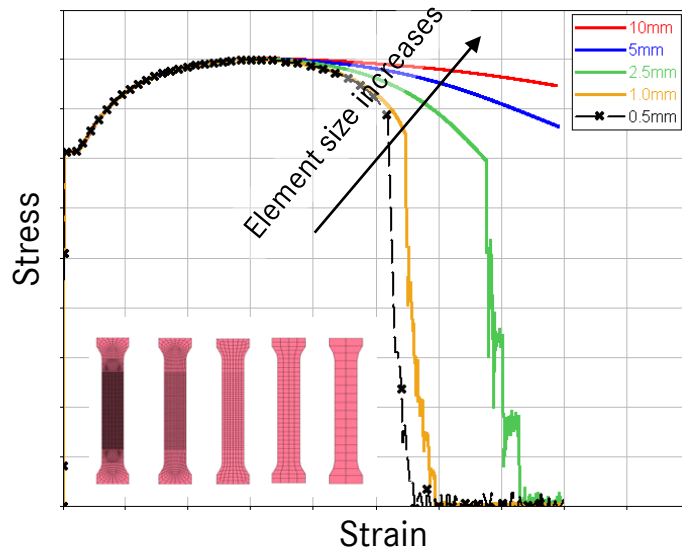 10mm
5mm
2.5mm
1.0mm
0.5mm
Element size increases
Stress
Strain